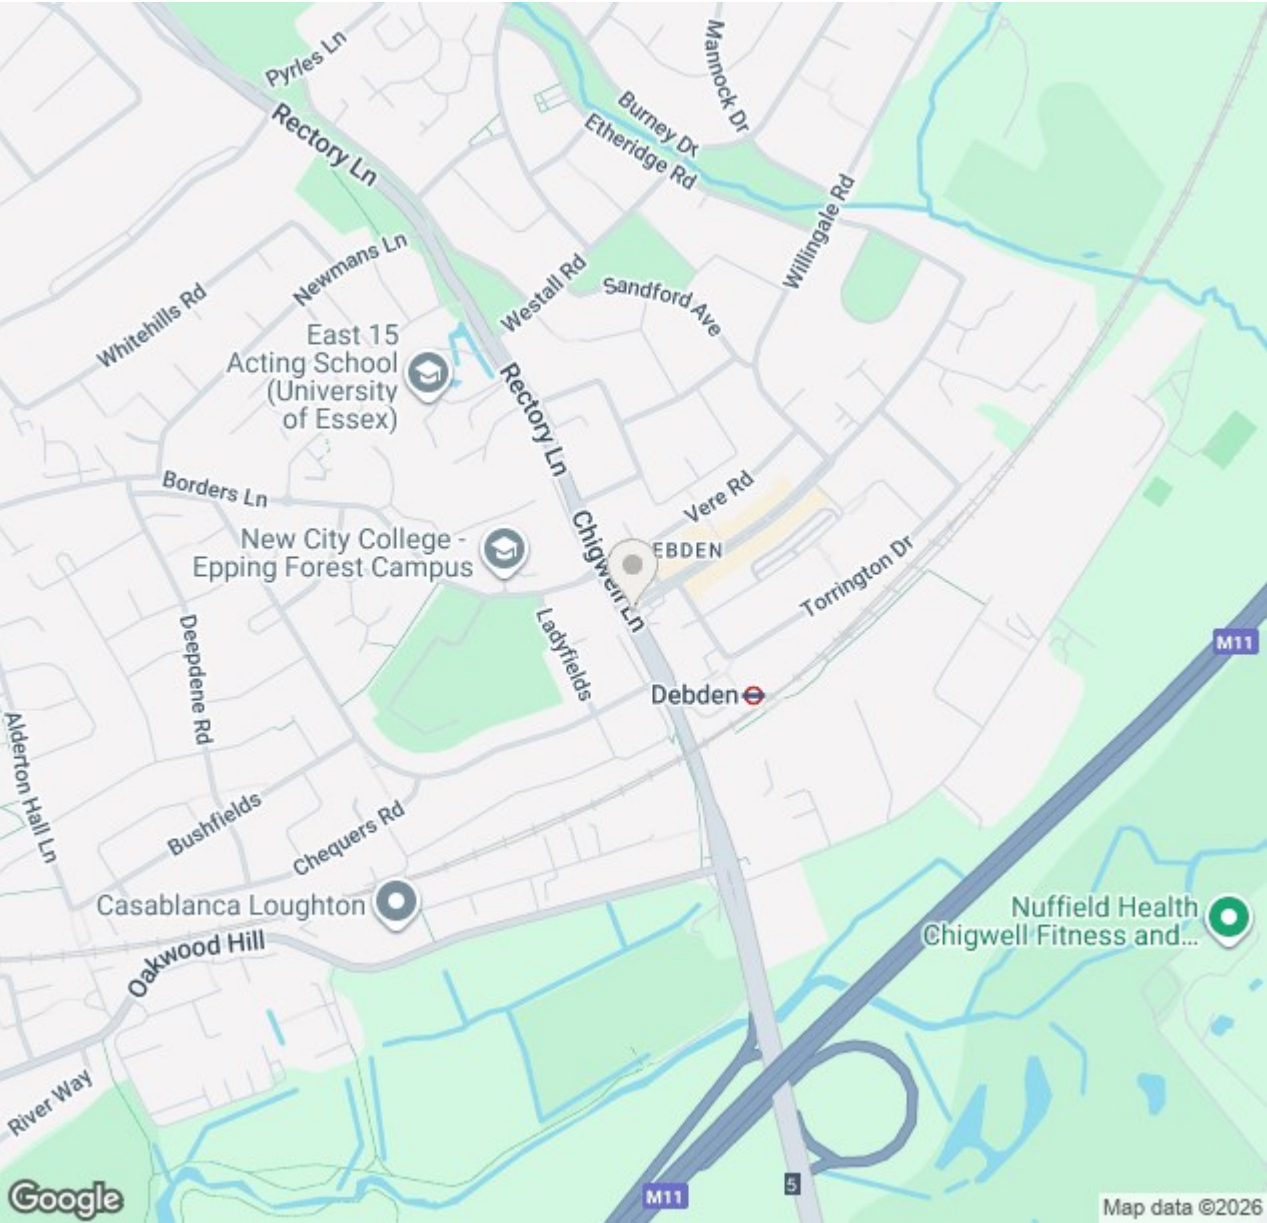 Pyrles Ln
Mannock Dr
Burney Dr
Etheridge Rd
Rectory Ln
Willingale Rd
Newmans Ln
Westall Rd
Sandford Ave
Whitehills Rd
East 15
Acting School
(University
of Essex)
Rectory Ln
Borders Ln
Vere Rd
New City College -
Epping Forest Campus
Chigwell Ln
EBDEN
Torrington Dr
Ladyfields
Deepdene Rd
M11
Debden
Alderton Hall Ln
Bushfields
Chequers Rd
Casablanca Loughton
Nuffield Health
Chigwell Fitness and...
Oakwood Hill
River Way
5
M11
Google
Map data ©2026